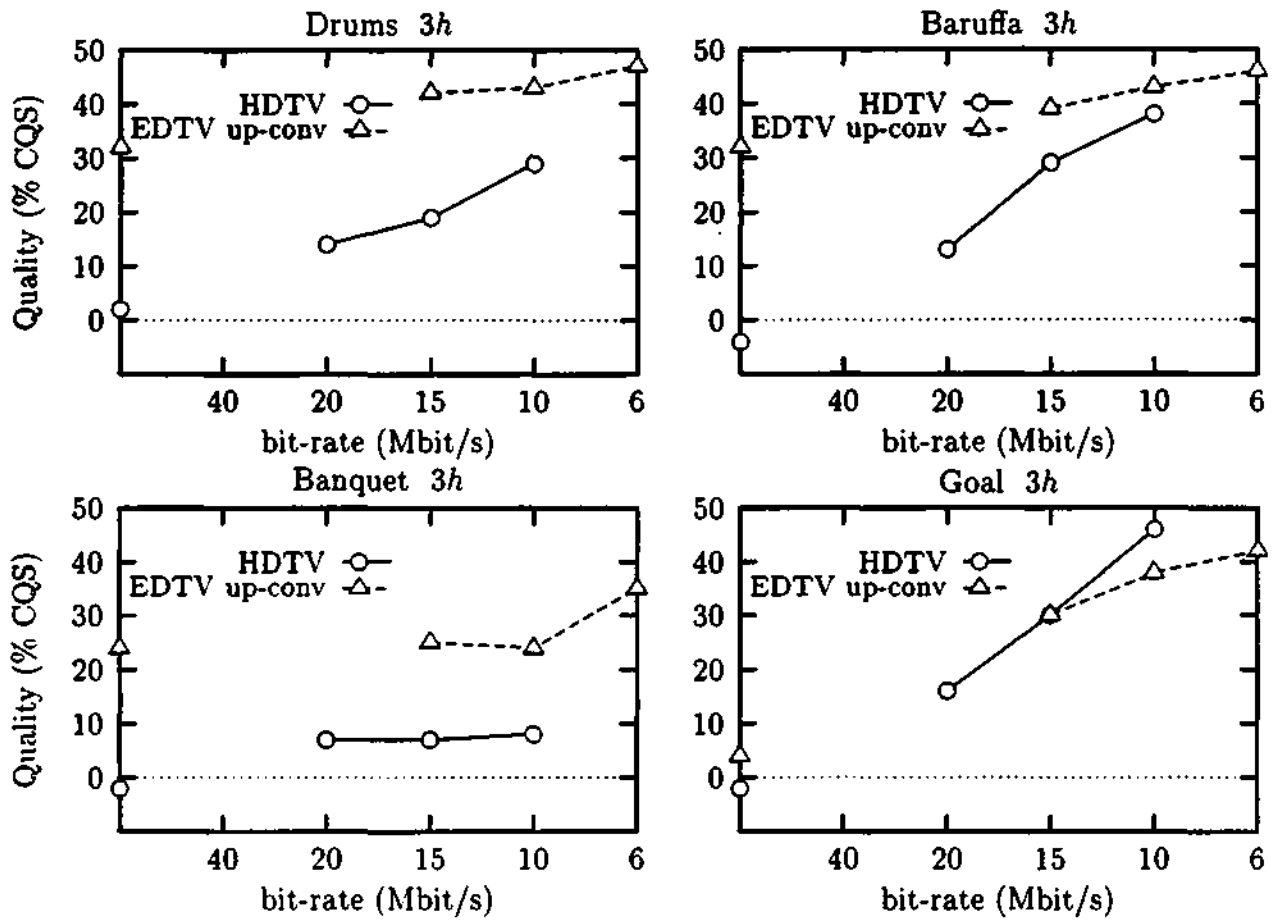 Drums 3h
Quality (% CQS)
50
40
30
20
10
0
HDTV
EDTV up-conv
40 20 15 10 6
bit-rate (Mbit/s)
Baruffa 3h
50
40
30
20
10
0
HDTV
EDTV up-conv
40 20 15 10 6
bit-rate (Mbit/s)
Banquet 3h
Quality (% CQS)
50
40
30
20
10
0
HDTV
EDTV up-conv
40 20 15 10 6
bit-rate (Mbit/s)
Goal 3h
50
40
30
20
10
0
HDTV
EDTV up-conv
40 20 15 10 6
bit-rate (Mbit/s)